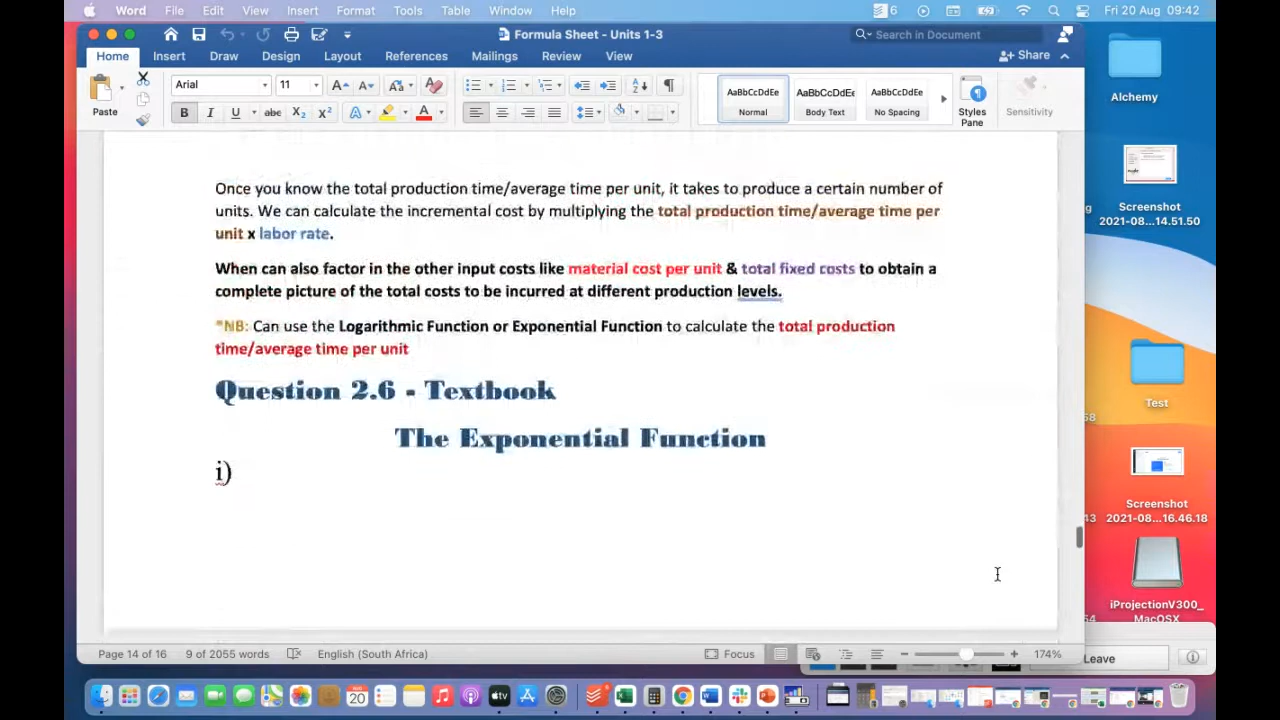 Word File Edit View Insert Format Tools Table Window Help 6 Fri 20 Aug 09:42
Formula Sheet - Units 1-3
Search in Document
Home Insert Draw Design Layout References Mailings Review View
Share
Paste
Arial
11
AaBbCcDdEe
Normal
AaBbCcDdEe
Body Text
AaBbCcDdEe
No Spacing
Styles
Pane
Sensitivity
Once you know the total production time/average time per unit, it takes to produce a certain number of
units. We can calculate the incremental cost by multiplying the total production time/average time per
unit x labor rate.
When can also factor in the other input costs like material cost per unit & total fixed costs to obtain a
complete picture of the total costs to be incurred at different production levels.
*NB: Can use the Logarithmic Function or Exponential Function to calculate the total production
time/average time per unit
Question 2.6 - Textbook
The Exponential Function
i)
Page 14 of 16 9 of 2055 words English (South Africa) Focus 174%
Alchemy
Screenshot
2021-08...14.51.50
Test
Screenshot
2021-08...16.46.18
iProjectionV300_
MacOSX
Leave
20